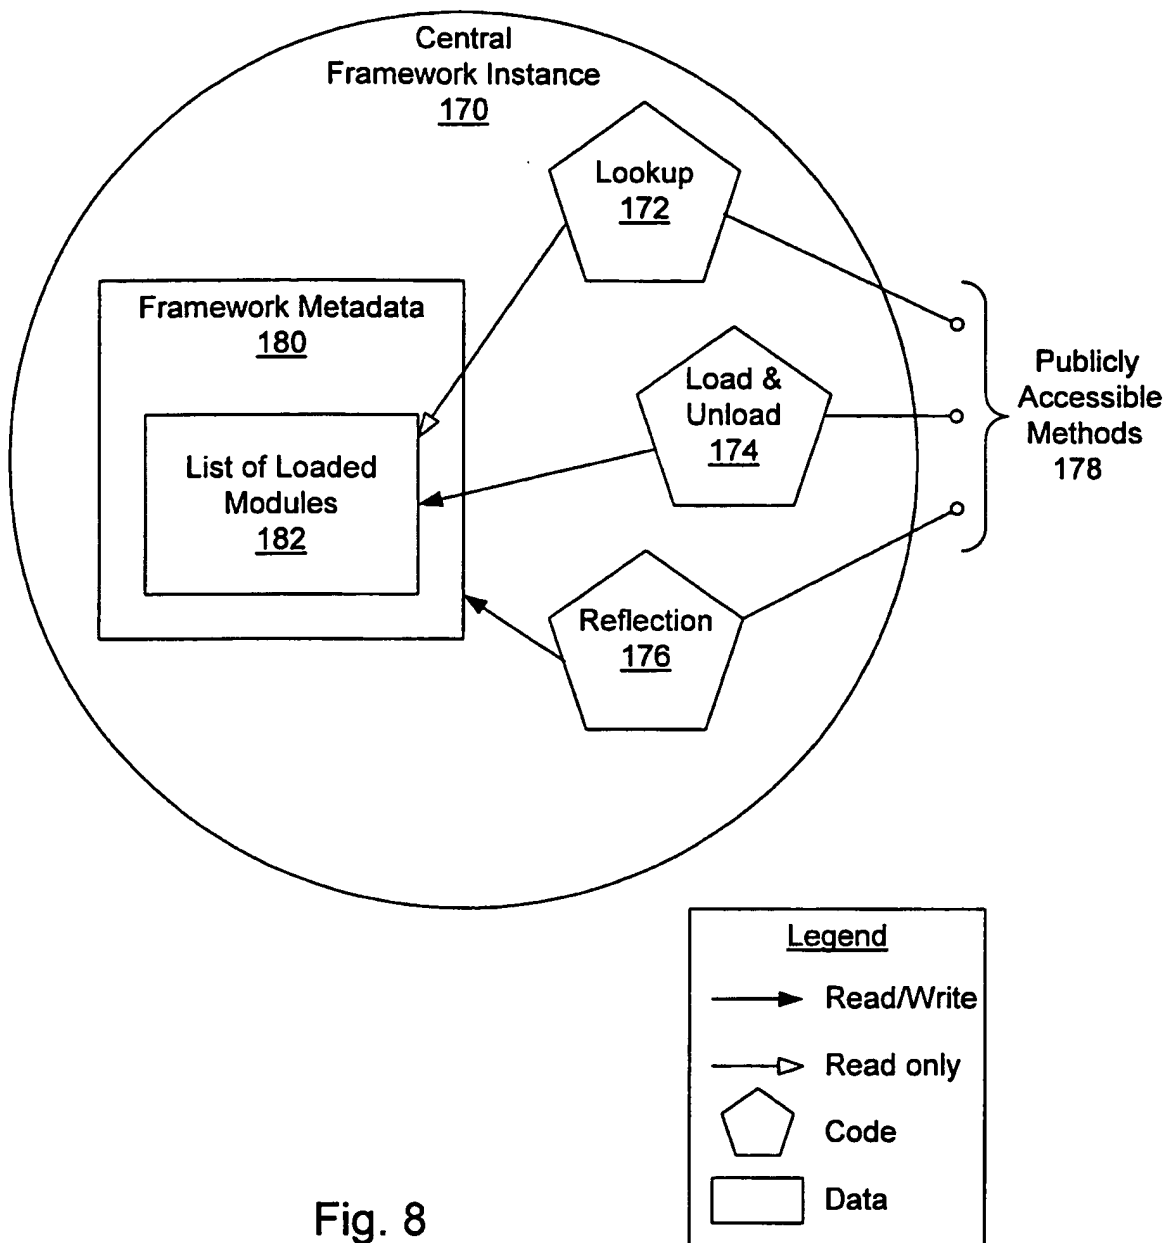 Central
Framework Instance
170
Lookup
172
Framework Metadata
180
List of Loaded
Modules
182
Load &
Unload
174
Reflection
176
Publicly
Accessible
Methods
178
Legend
Read/Write
Read only
Code
Data
Fig. 8